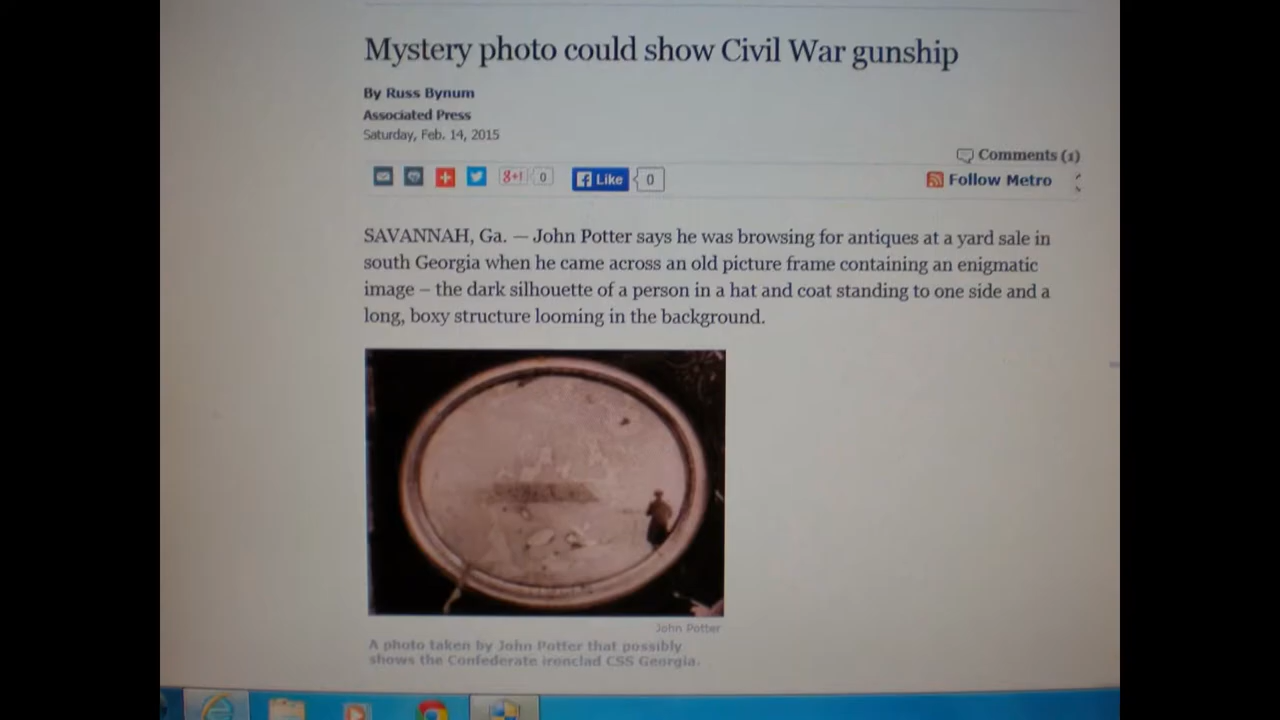 Mystery photo could show Civil War gunship
By Russ Bynum
Associated Press
Saturday, Feb. 14, 2015
Comments (1)
g+1 0 Like 0
Follow Metro
SAVANNAH, Ga. — John Potter says he was browsing for antiques at a yard sale in
south Georgia when he came across an old picture frame containing an enigmatic
image – the dark silhouette of a person in a hat and coat standing to one side and a
long, boxy structure looming in the background.
John Potter
A photo taken by John Potter that possibly
shows the Confederate ironclad CSS Georgia.